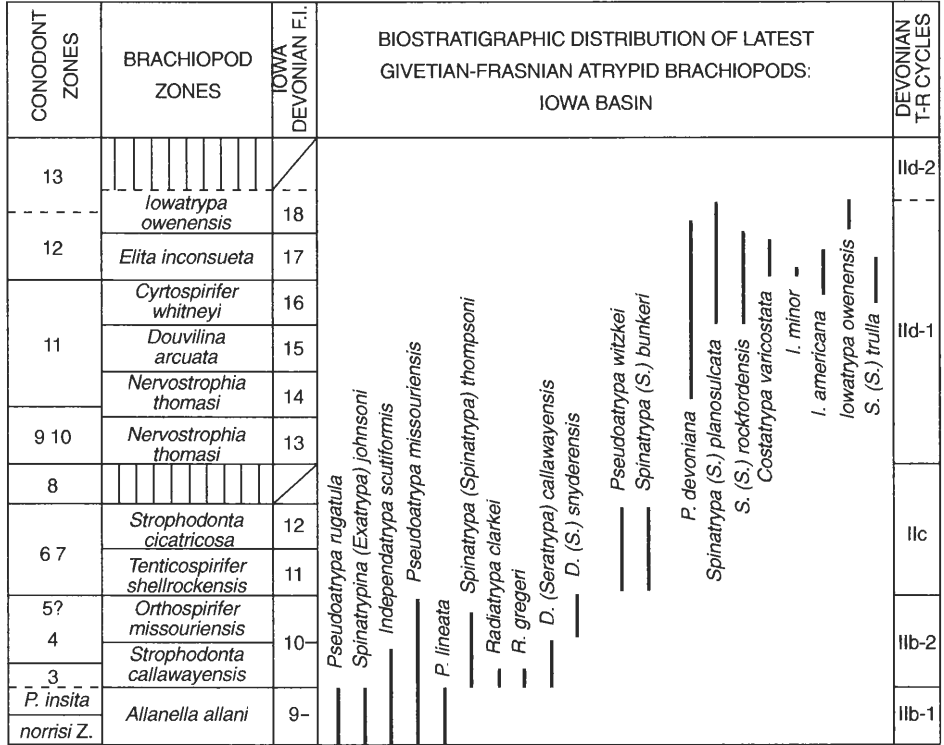 CONODONT
ZONES
BRACHIOPOD
ZONES
IOWA
DEVONIAN F.I.
BIOSTRATIGRAPHIC DISTRIBUTION OF LATEST
GIVETIAN-FRASNIAN ATRYPID BRACHIOPODS:
IOWA BASIN
DEVONIAN
T-R CYCLES
13
12
11
9 10
8
6 7
5?
4
3
P. insita
norrisi Z.
Iowatrypa
owenensis
Elita inconsueta
Cyrtospirifer
whitneyi
Douvilina
arcuata
Nervostrophia
thomasi
Nervostrophia
thomasi
Strophodonta
cicatricosa
Tenticospirifer
shellrockensis
Orthospirifer
missouriensis
Strophodonta
callawayensis
Allanella allani
18
17
16
15
14
13
12
11
10–
9–
Pseudoatrypa rugatula
Spinatrypina (Exatrypa) johnsoni
Independatrypa scutiformis
Pseudoatrypa missouriensis
P. lineata
Spinatrypa (Spinatrypa) thompsoni
Radiatrypa clarkei
R. gregeri
D. (Seratrypa) callawayensis
D. (S.) snyderensis
Pseudoatrypa witzkei
Spinatrypa (S.) bunkeri
P. devoniana
Spinatrypa (S.) planosulcata
S. (S.) rockfordensis
Costatrypa varicostata
I. minor
I. americana
Iowatrypa owenensis
S. (S.) trulla
IId-2
IId-1
IIc
IIb-2
IIb-1